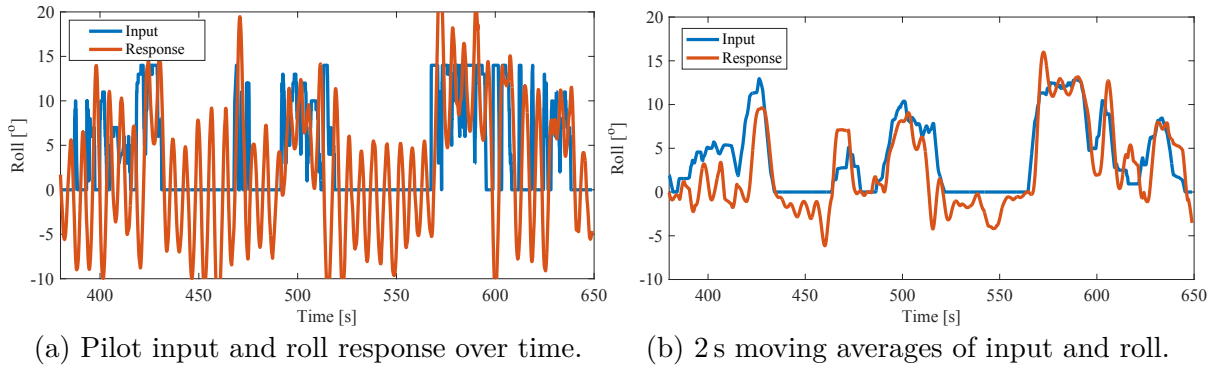 20
15
10
5
0
-5
-10
Roll [°]
Input
Response
400
450
500
550
600
650
Time [s]
(a) Pilot input and roll response over time.
20
15
10
5
0
-5
-10
Roll [°]
Input
Response
400
450
500
550
600
650
Time [s]
(b) 2 s moving averages of input and roll.